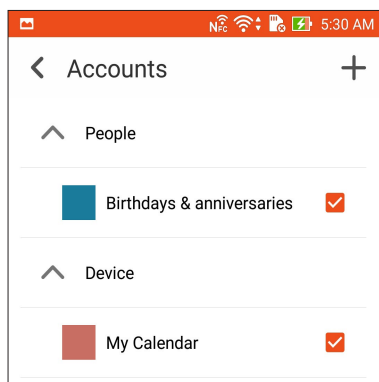 NFC 5:30 AM
Accounts
People
Birthdays & anniversaries
Device
My Calendar